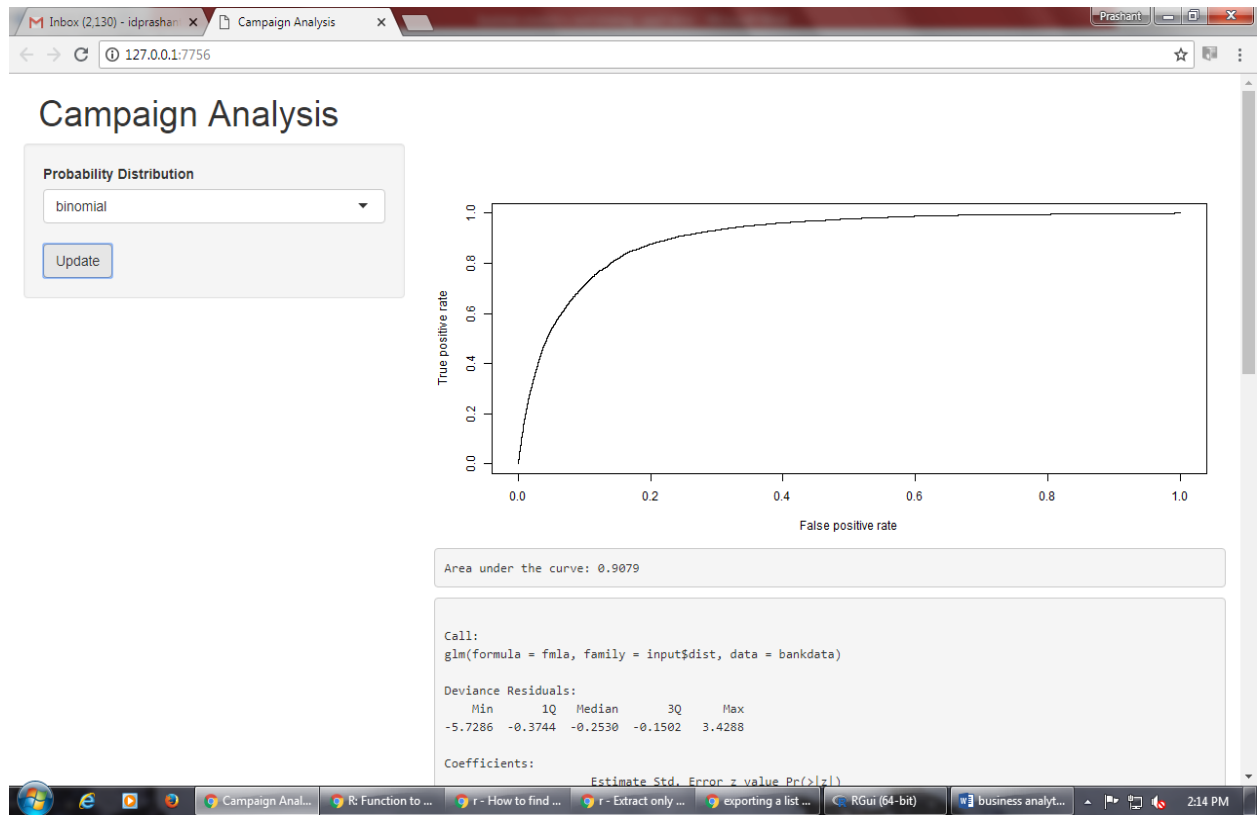 Inbox (2,130) - idprashan
Campaign Analysis
Prashant
127.0.0.1:7756
Campaign Analysis
Probability Distribution
binomial
Update
True positive rate
1.0
0.8
0.6
0.4
0.2
0.0
0.0 0.2 0.4 0.6 0.8 1.0
False positive rate
Area under the curve: 0.9079
Call:
glm(formula = fmla, family = input$dist, data = bankdata)
Deviance Residuals:
Min 1Q Median 3Q Max
-5.7286 -0.3744 -0.2530 -0.1502 3.4288
Coefficients:
Estimate Std. Error z value Pr(>|z|)
Campaign Anal...
R: Function to ...
r - How to find ...
r - Extract only ...
exporting a list ...
RGui (64-bit)
business analyt...
2:14 PM